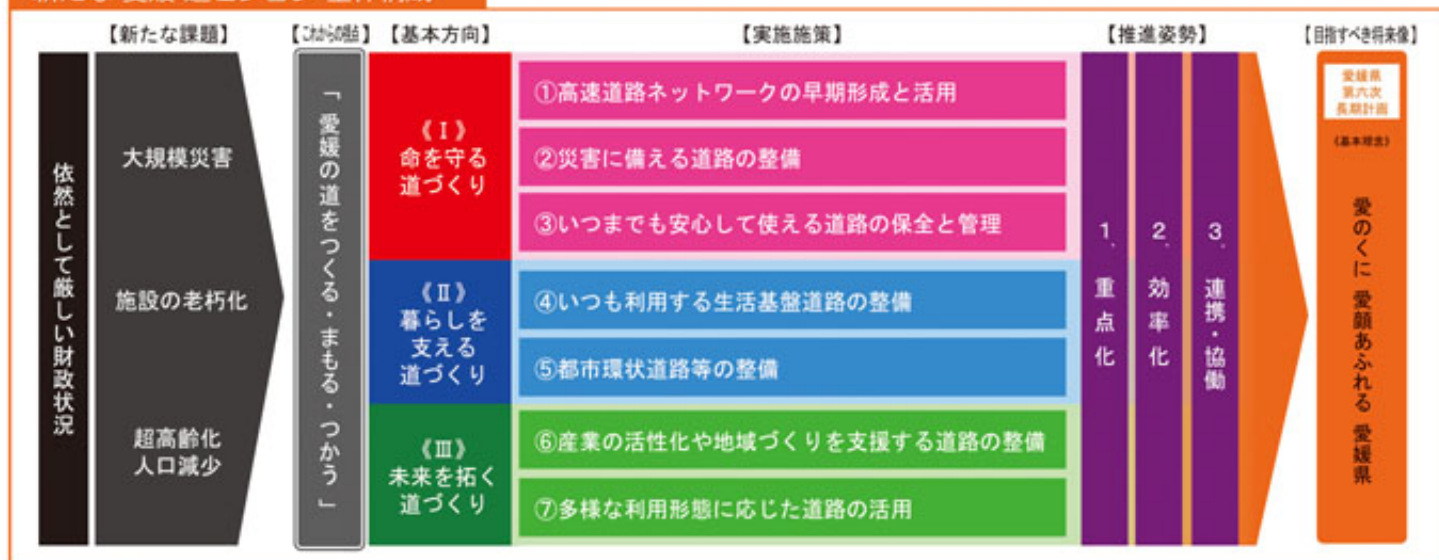 【新たな課題】
【これからの視点】
【基本方向】
【実施施策】
【推進姿勢】
【目指すべき将来像】
依然として厳しい財政状況
大規模災害
施設の老朽化
超高齢化
人口減少
「愛媛の道をつくる・まもる・つかう」
《Ⅰ》
命を守る
道づくり
①高速道路ネットワークの早期形成と活用
②災害に備える道路の整備
③いつまでも安心して使える道路の保全と管理
《Ⅱ》
暮らしを
支える
道づくり
④いつも利用する生活基盤道路の整備
⑤都市環状道路等の整備
《Ⅲ》
未来を拓く
道づくり
⑥産業の活性化や地域づくりを支援する道路の整備
⑦多様な利用形態に応じた道路の活用
1. 重点化
2. 効率化
3. 連携・協働
愛媛県
第六次
長期計画
《基本理念》
愛のくに 愛顔あふれる 愛媛県